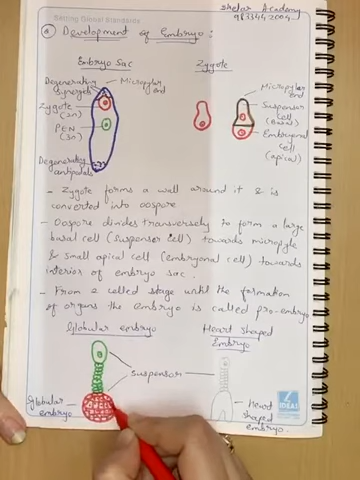 Setting Global Standards
Shelar Academy
9833442004
Development of Embryo :
Embryo Sac
Zygote
Degenerating synergids
Micropylar end
Zygote (2n)
PEN (3n)
Degenerating antipodals
Micropylar end
Suspensor cell (basal)
Embryonal cell (apical)
- Zygote forms a wall around it & is
converted into oospore
- Oospore divides transversely to form a large
basal cell (suspensor cell) towards micropyle
& small apical cell (embryonal cell) towards
interior of embryo sac.
- From 2 celled stage until the formation
of organs the embryo is called pro-embryo
Globular embryo
Heart shaped
Embryo
Suspensor
Globular
embryo
Heart
shaped
embryo.
IDEAL